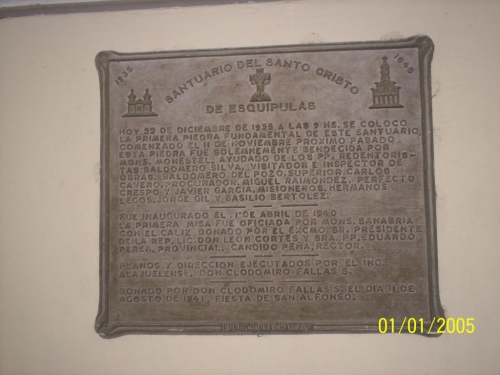 1935
1940
SANTUARIO DEL SANTO CRISTO
DE ESQUIPULAS
HOY 22 DE DICIEMBRE DE 1935 A LAS 9 HS. SE COLOCO
LA PRIMERA PIEDRA FUNDAMENTAL DE ESTE SANTUARIO,
COMENZADO EL 11 DE NOVIEMBRE PROXIMO PASADO
ESTA PIEDRA FUE SOLEMNEMENTE BENDECIDA POR
MONS. MONESTEL, AYUDADO DE LOS PP. REDENTORIS-
TAS: BALDOMERO SILVA, VISITADOR E INSPECTOR DE
OBRAS, BALDOMERO DEL POZO, SUPERIOR, CARLOS
CAVERO, PROCURADOR, MIGUEL RAIMONDEZ, PERFECTO
CRESPO Y JAVIER GARCIA, MISIONEROS. HERMANOS
LEGOS, JORGE GIL Y BASILIO BERTOLEZ.
FUE INAUGURADO EL 1 DE ABRIL DE 1940
LA PRIMERA MISA FUE OFICIADA POR MONS. SANABRIA
CON EL CALIZ DONADO POR EL EXCMO. SR. PRESIDENTE
DE LA REP. LIC. DON LEON CORTES Y SRA. PP. EDUARDO
PEREA, PROVINCIAL, CANDIDO PEÑA, RECTOR.
PLANOS Y DIRECCION EJECUTADOS POR EL ING.
ALAJUELENSE. DON CLODOMIRO FALLAS S.
DONADO POR DON CLODOMIRO FALLAS S. EL DIA 11 DE
AGOSTO DE 1941. FIESTA DE SAN ALFONSO.
01/01/2005